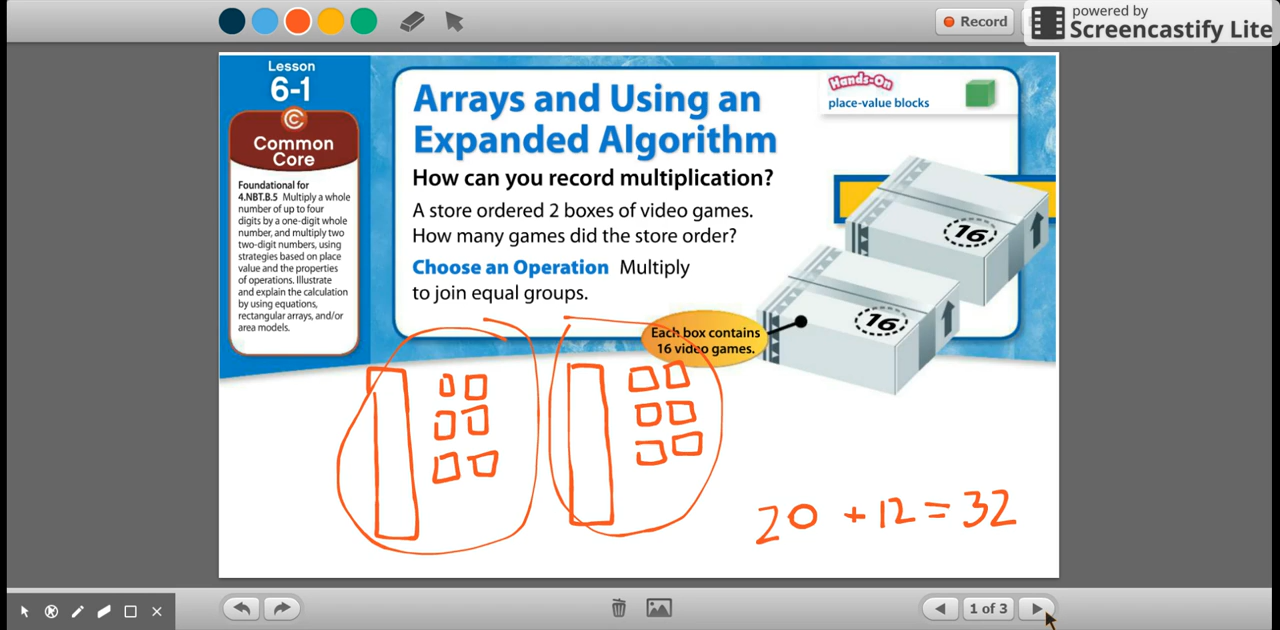 Record
powered by
Screencastify Lite
Lesson
6-1
C
Common
Core
Foundational for
4.NBT.B.5 Multiply a whole
number of up to four
digits by a one-digit whole
number, and multiply two
two-digit numbers, using
strategies based on place
value and the properties
of operations. Illustrate
and explain the calculation
by using equations,
rectangular arrays, and/or
area models.
Arrays and Using an
Expanded Algorithm
How can you record multiplication?
A store ordered 2 boxes of video games.
How many games did the store order?
Choose an Operation Multiply
to join equal groups.
Hands-On
place-value blocks
16
16
Each box contains
16 video games.
20 + 12 = 32
1 of 3